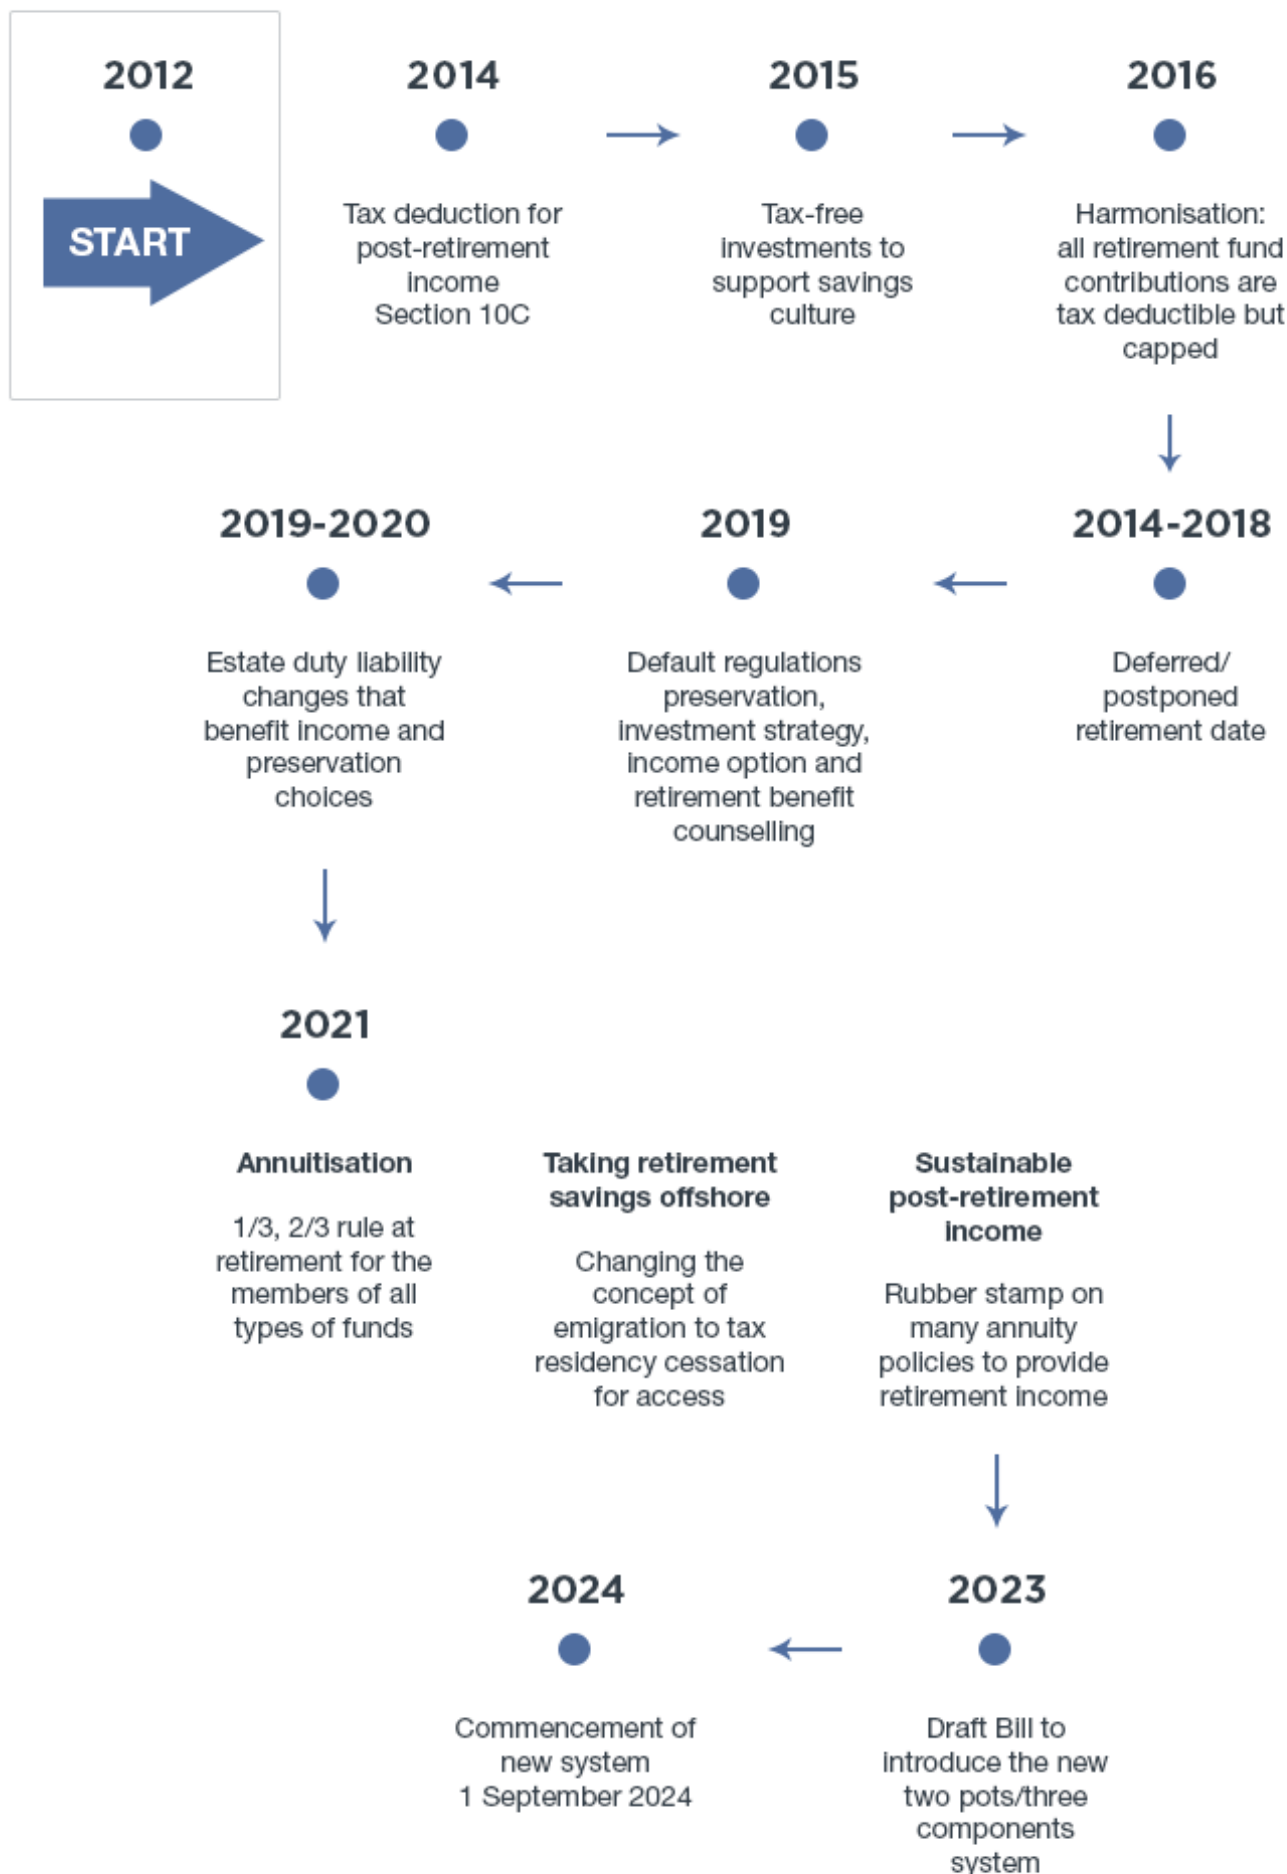 2012
START
2014
Tax deduction for
post-retirement
income
Section 10C
2015
Tax-free
investments to
support savings
culture
2016
Harmonisation:
all retirement fund
contributions are
tax deductible but
capped
2014-2018
Deferred/
postponed
retirement date
2019
Default regulations
preservation,
investment strategy,
income option and
retirement benefit
counselling
2019-2020
Estate duty liability
changes that
benefit income and
preservation
choices
2021
Annuitisation
1/3, 2/3 rule at
retirement for the
members of all
types of funds
Taking retirement
savings offshore
Changing the
concept of
emigration to tax
residency cessation
for access
Sustainable
post-retirement
income
Rubber stamp on
many annuity
policies to provide
retirement income
2023
Draft Bill to
introduce the new
two pots/three
components
system
2024
Commencement of
new system
1 September 2024